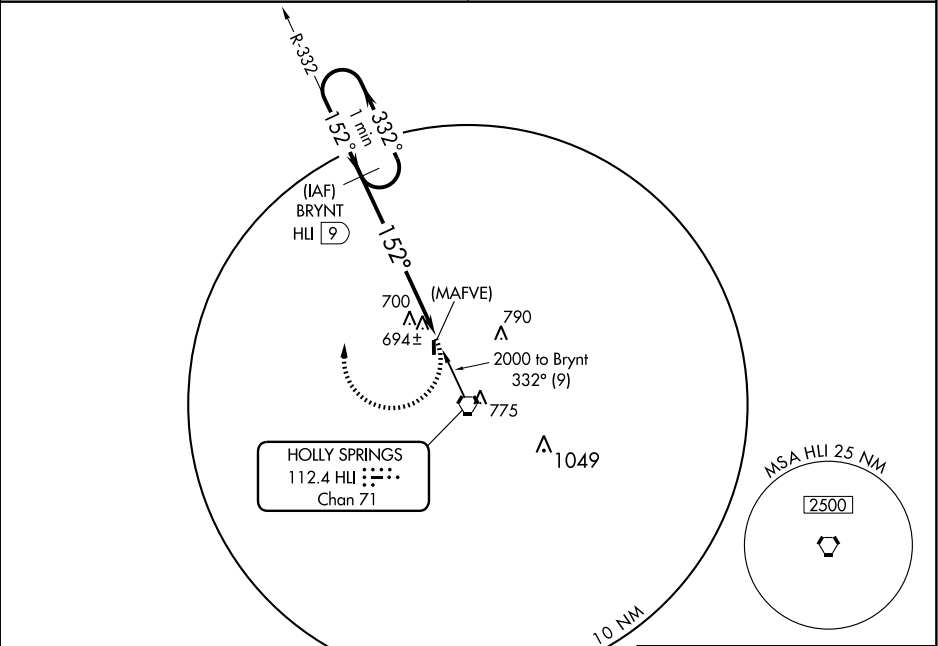 R-332
152°
1 min
332°
(IAF)
BRYNT
HLI 9
152°
700
(MAFVE)
694±
790
2000 to Brynt
332° (9)
775
HOLLY SPRINGS
112.4 HLI
Chan 71
1049
MSA HLI 25 NM
2500
10 NM